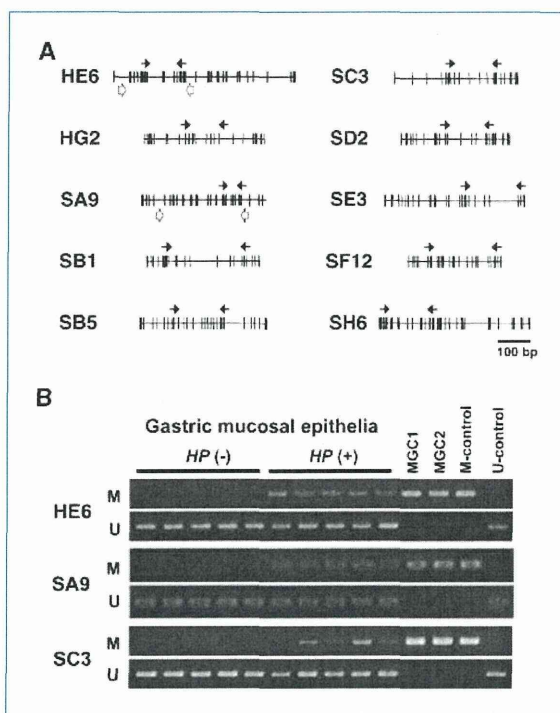 A
HE6
SC3
HG2
SD2
SA9
SE3
SB1
SF12
SB5
SH6
100 bp
B
Gastric mucosal epithelia
HP (-)
HP (+)
MGC1
MGC2
M-control
U-control
HE6
M
U
SA9
M
U
SC3
M
U